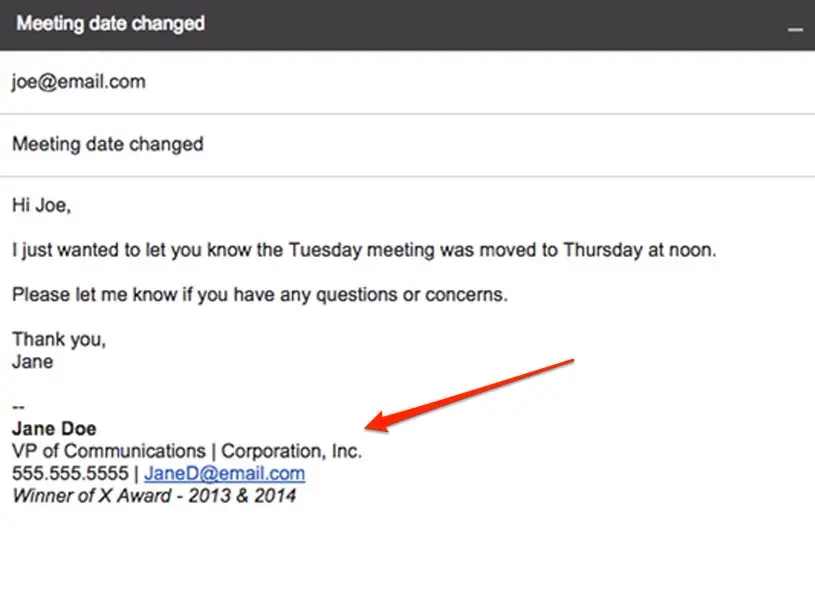 Meeting date changed
joe@email.com
Meeting date changed
Hi Joe,
I just wanted to let you know the Tuesday meeting was moved to Thursday at noon.
Please let me know if you have any questions or concerns.
Thank you,
Jane
--
Jane Doe
VP of Communications | Corporation, Inc.
555.555.5555 | JaneD@email.com
Winner of X Award - 2013 & 2014